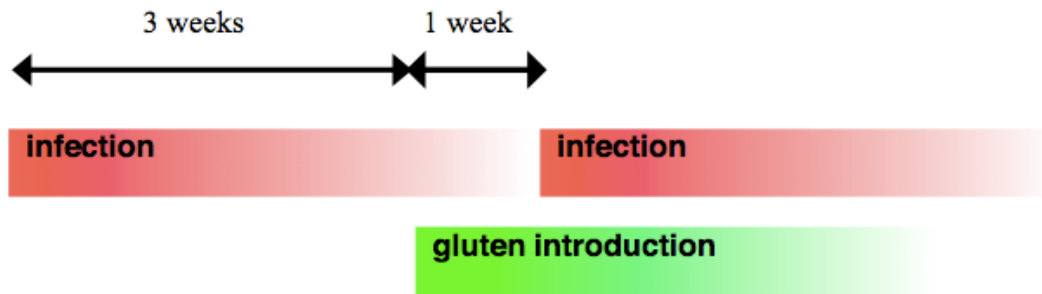 3 weeks
1 week
infection
infection
gluten introduction